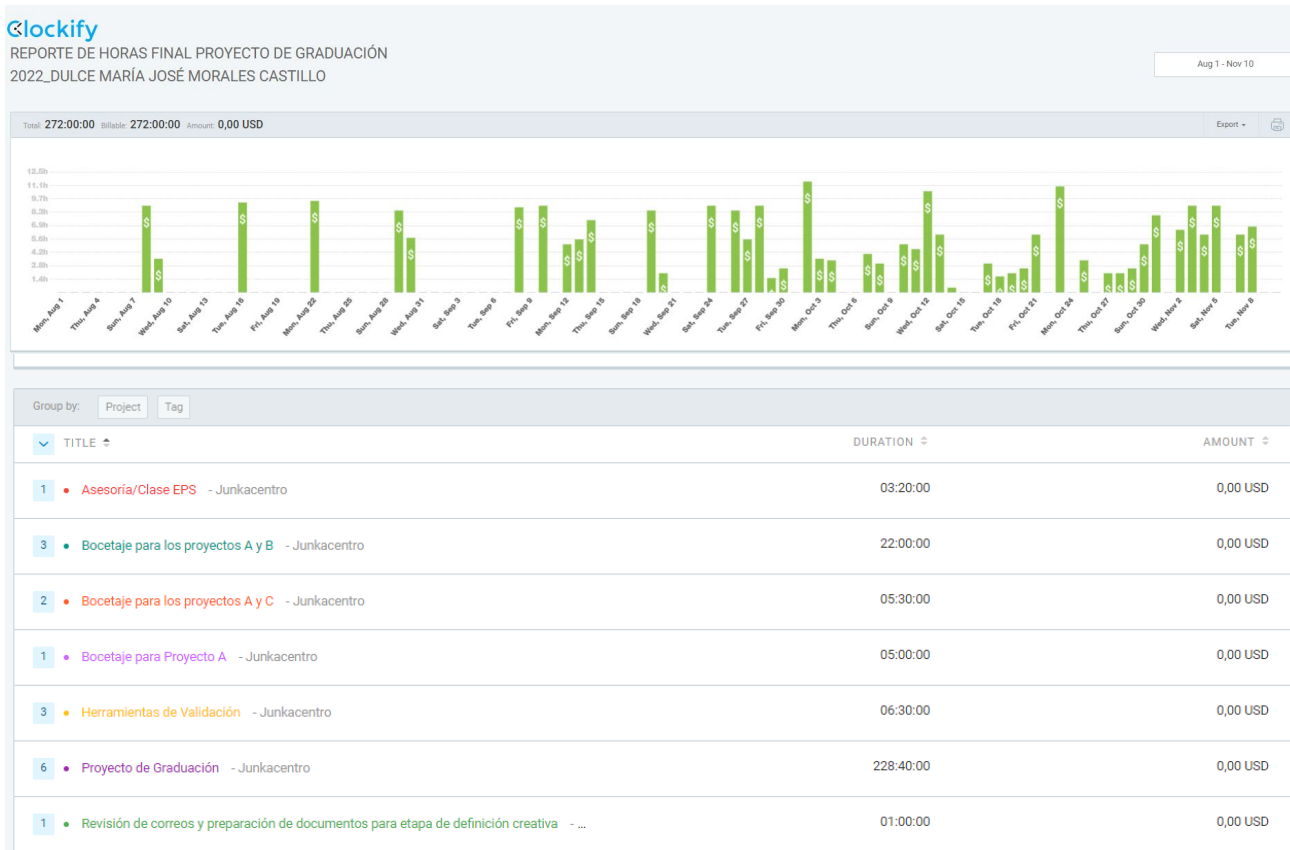 Clockify
REPORTE DE HORAS FINAL PROYECTO DE GRADUACIÓN
2022_DULCE MARÍA JOSÉ MORALES CASTILLO
Aug 1 - Nov 10
Total: 272:00:00 Billable: 272:00:00 Amount: 0,00 USD
Export
12.5h
11.1h
9.7h
8.3h
6.9h
5.6h
4.2h
2.8h
1.4h
Mon, Aug 1
Thu, Aug 4
Sun, Aug 7
Wed, Aug 10
Sat, Aug 13
Tue, Aug 16
Fri, Aug 19
Mon, Aug 22
Thu, Aug 25
Sun, Aug 28
Wed, Aug 31
Sat, Sep 3
Tue, Sep 6
Fri, Sep 9
Mon, Sep 12
Thu, Sep 15
Sun, Sep 18
Wed, Sep 21
Sat, Sep 24
Tue, Sep 27
Fri, Sep 30
Mon, Oct 3
Thu, Oct 6
Sun, Oct 9
Wed, Oct 12
Sat, Oct 15
Tue, Oct 18
Fri, Oct 21
Mon, Oct 24
Thu, Oct 27
Sun, Oct 30
Wed, Nov 2
Sat, Nov 5
Tue, Nov 8
Group by: Project Tag
TITLE DURATION AMOUNT
1 Asesoría/Clase EPS - Junkacentro 03:20:00 0,00 USD
3 Bocetaje para los proyectos A y B - Junkacentro 22:00:00 0,00 USD
2 Bocetaje para los proyectos A y C - Junkacentro 05:30:00 0,00 USD
1 Bocetaje para Proyecto A - Junkacentro 05:00:00 0,00 USD
3 Herramientas de Validación - Junkacentro 06:30:00 0,00 USD
6 Proyecto de Graduación - Junkacentro 228:40:00 0,00 USD
1 Revisión de correos y preparación de documentos para etapa de definición creativa - ... 01:00:00 0,00 USD